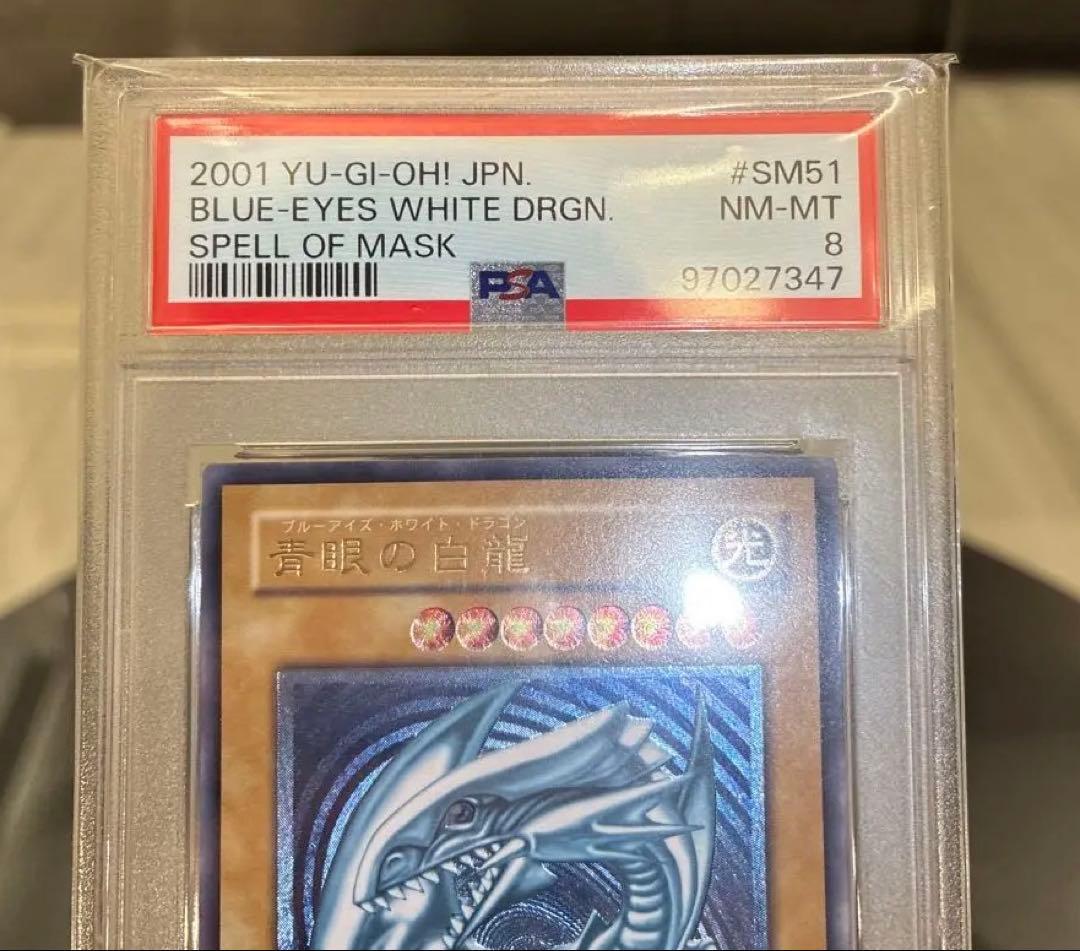 2001 YU-GI-OH! JPN. #SM51
BLUE-EYES WHITE DRGN. NM-MT
SPELL OF MASK 8
PSA 97027347
ブルーアイズ・ホワイト・ドラゴン
青眼の白龍
光